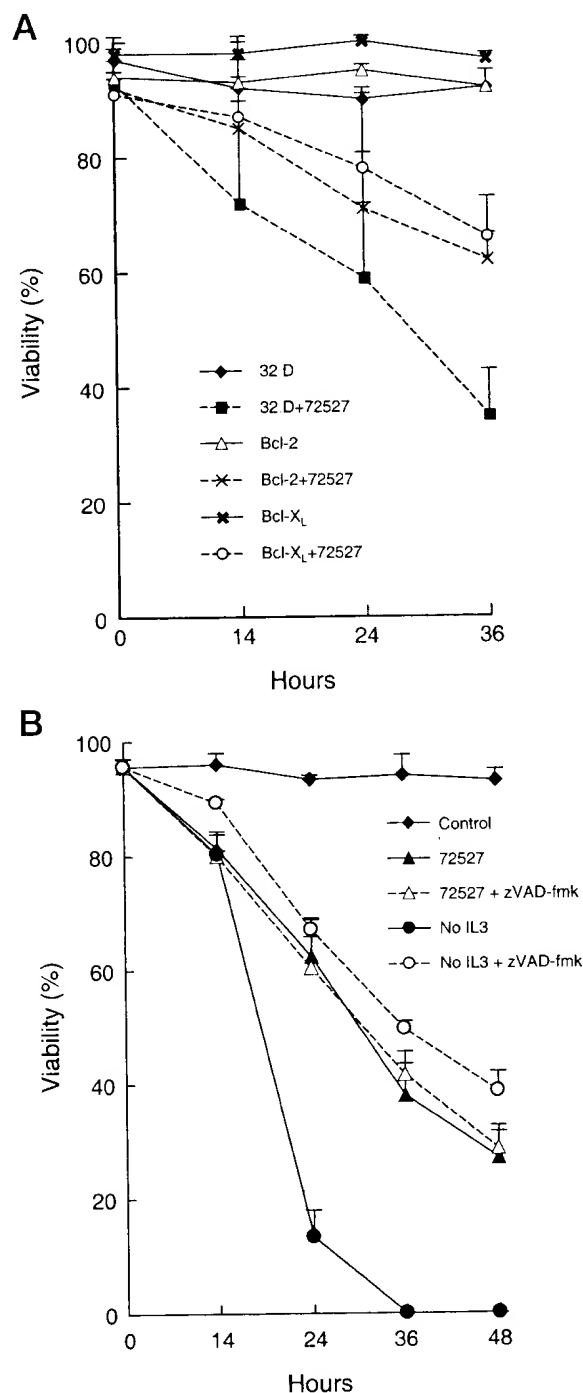 A
100
80
60
40
20
0
Viability (%)
32 D
32 D+72527
Bcl-2
Bcl-2+72527
Bcl-XL
Bcl-XL+72527
0 14 24 36
Hours
B
100
80
60
40
20
0
Viability (%)
Control
72527
72527 + zVAD-fmk
No IL3
No IL3 + zVAD-fmk
0 14 24 36 48
Hours